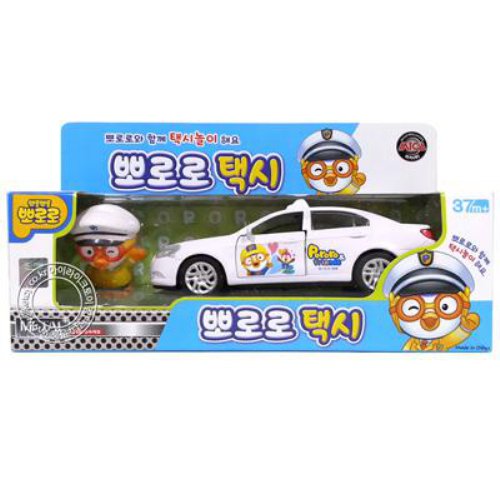 뽀로로와 함께 택시놀이 해요
뽀로로 택시
MICA
뽀롱뽀롱
뽀로로
PORORO
37m+
뽀로로와 함께
택시놀이 해요.
Pororo
뽀로로 택시
Made in China